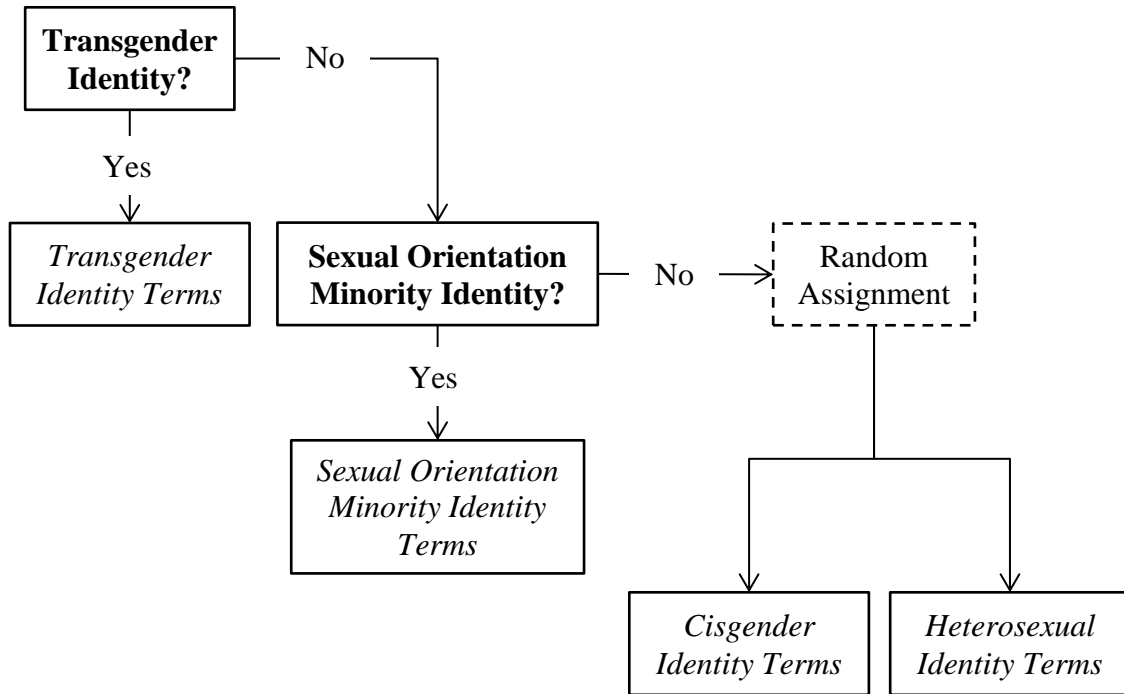 Transgender
Identity?
No
Yes
Transgender
Identity Terms
Sexual Orientation
Minority Identity?
No
Random
Assignment
Yes
Sexual Orientation
Minority Identity
Terms
Cisgender
Identity Terms
Heterosexual
Identity Terms